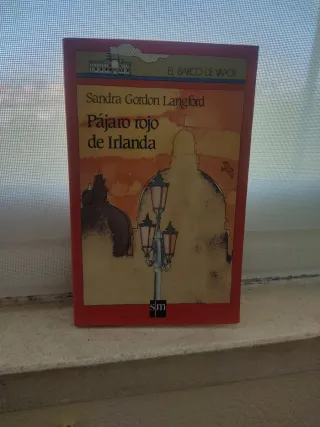 EL BARCO DE VAPOR
Sandra Gordon Langford
Pájaro rojo
de Irlanda
sm